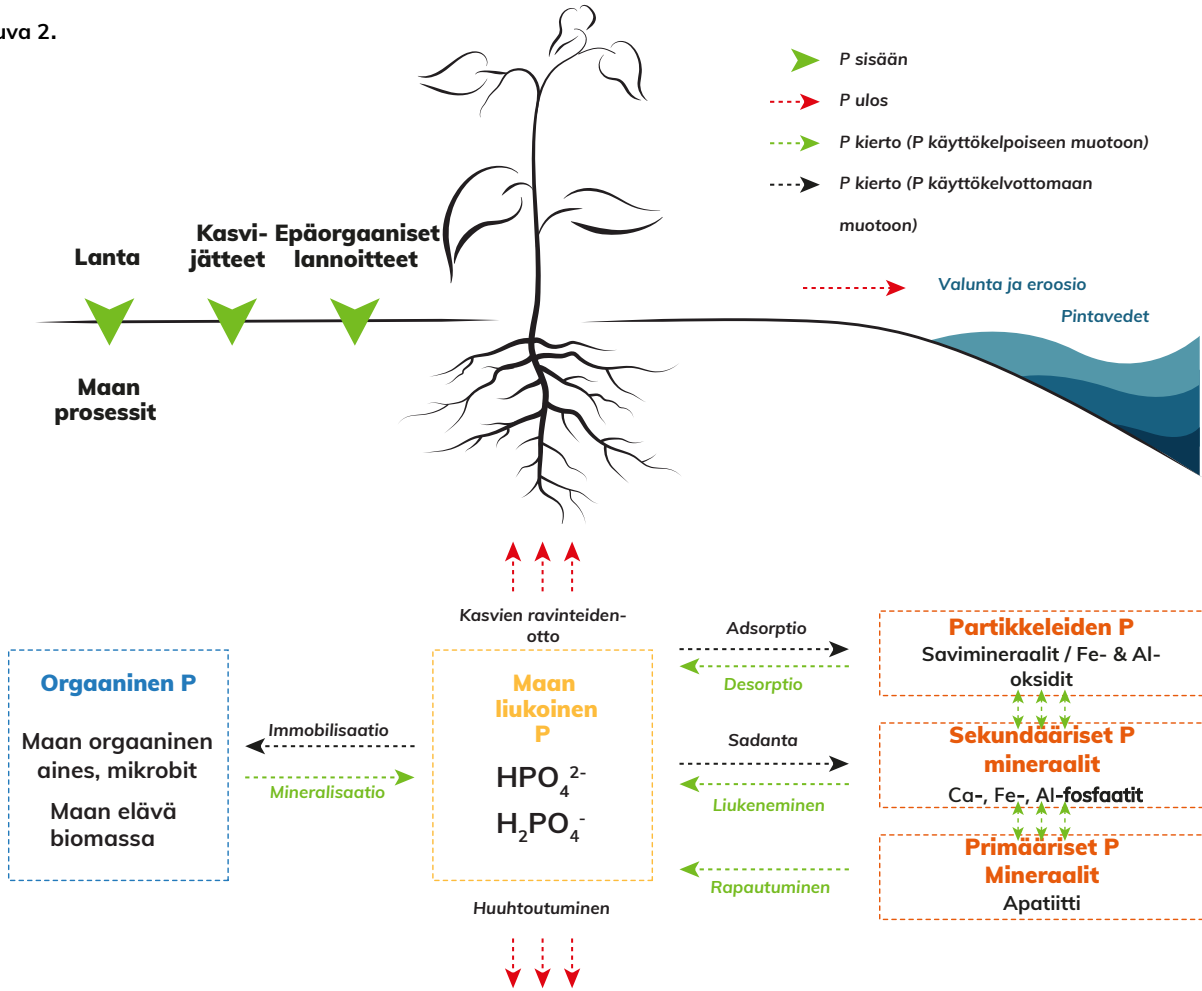 uva 2.
P sisään
P ulos
P kierto (P käyttökelpoiseen muotoon)
P kierto (P käyttökelvottomaan
muotoon)
Lanta
Kasvi-
jätteet
Epäorgaaniset
lannoitteet
Valunta ja eroosio
Pintavedet
Maan
prosessit
Kasvien ravinteiden-
otto
Orgaaninen P
Maan orgaaninen
aines, mikrobit
Maan elävä
biomassa
Immobilisaatio
Mineralisaatio
Maan
liukoinen
P
HPO₄²⁻
H₂PO₄⁻
Huuhtoutuminen
Adsorptio
Desorptio
Sadanta
Liukeneminen
Rapautuminen
Partikkeleiden P
Savimineraalit / Fe- & Al-
oksidit
Sekundääriset P
mineraalit
Ca-, Fe-, Al-fosfaatit
Primääriset P
Mineraalit
Apatiitti